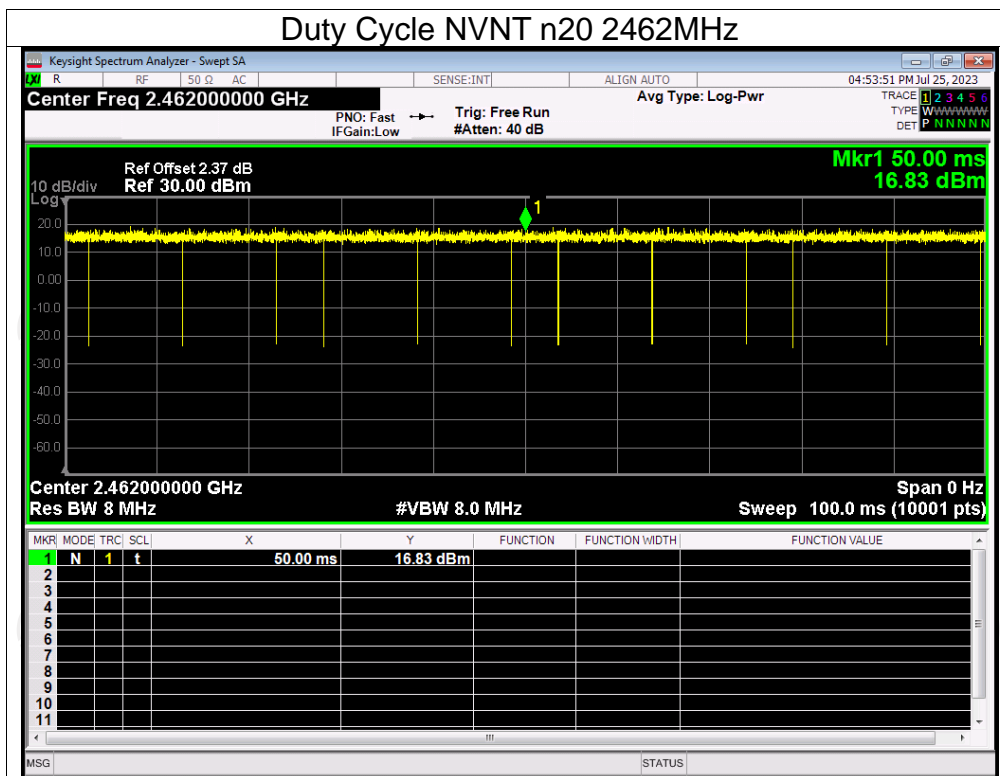 Duty Cycle NVNT n20 2462MHz
Keysight Spectrum Analyzer - Swept SA
LXI R RF 50 Ω AC SENSE:INT ALIGN AUTO 04:53:51 PM Jul 25, 2023
Center Freq 2.462000000 GHz Avg Type: Log-Pwr TRACE 1 2 3 4 5 6
PNO: Fast Trig: Free Run TYPE WWWWWW
IFGain:Low #Atten: 40 dB DET P N N N N N
Mkr1 50.00 ms
Ref Offset 2.37 dB
10 dB/div Ref 30.00 dBm 16.83 dBm
Log
1
20.0
10.0
0.00
-10.0
-20.0
-30.0
-40.0
-50.0
-60.0
Center 2.462000000 GHz Span 0 Hz
Res BW 8 MHz #VBW 8.0 MHz Sweep 100.0 ms (10001 pts)
MKR MODE TRC SCL X Y FUNCTION FUNCTION WIDTH FUNCTION VALUE
1 N 1 t 50.00 ms 16.83 dBm
2
3
4
5
6
7
8
9
10
11
MSG STATUS